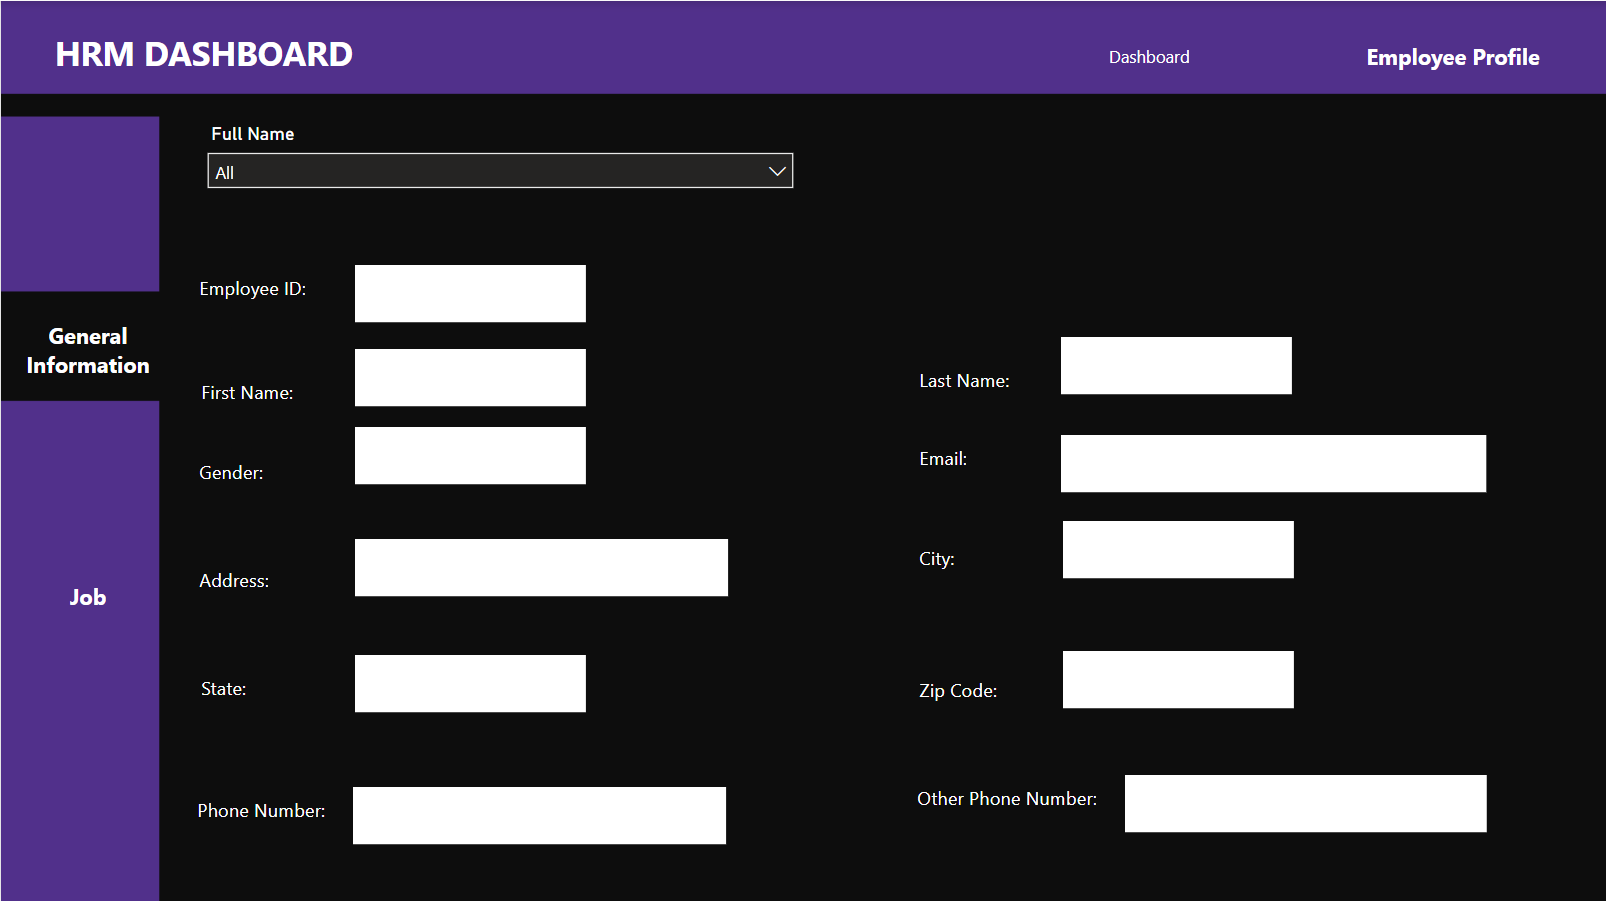 HRM DASHBOARD
Dashboard
Employee Profile
Full Name
All
General
Information
Job
Employee ID:
First Name:
Last Name:
Gender:
Email:
Address:
City:
State:
Zip Code:
Phone Number:
Other Phone Number: